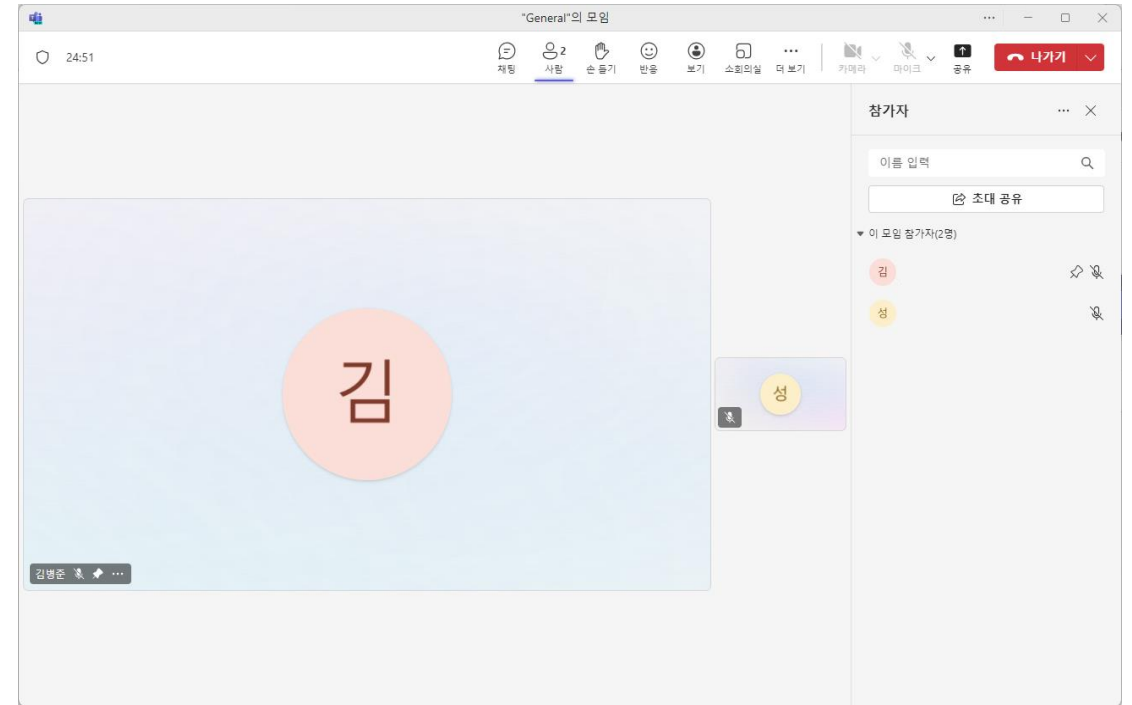 "General"의 모임
24:51
채팅
2
사람
손 들기
반응
보기
소회의실
더 보기
카메라
마이크
공유
나가기
참가자
이름 입력
초대 공유
이 모임 참가자(2명)
김
성
김
성
김병준